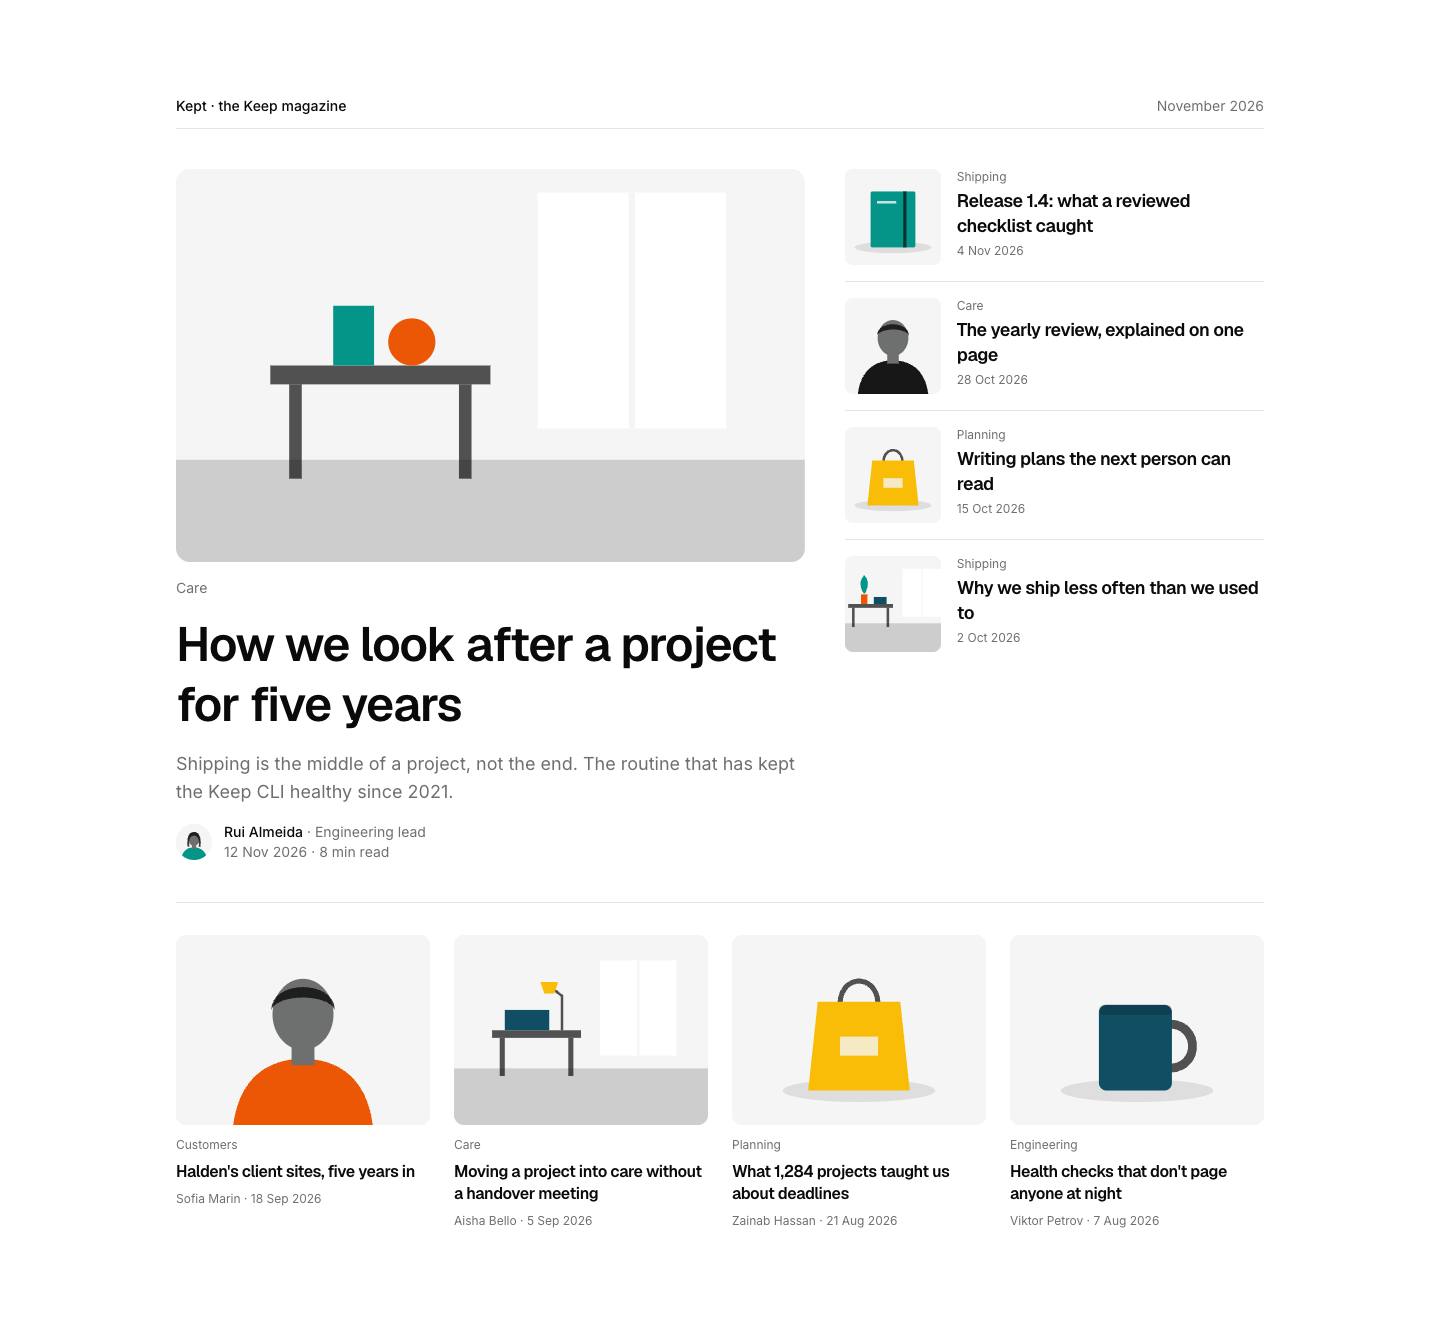 Kept · the Keep magazine
November 2026
Care
How we look after a project
for five years
Shipping is the middle of a project, not the end. The routine that has kept
the Keep CLI healthy since 2021.
Rui Almeida · Engineering lead
12 Nov 2026 · 8 min read
Shipping
Release 1.4: what a reviewed
checklist caught
4 Nov 2026
Care
The yearly review, explained on one
page
28 Oct 2026
Planning
Writing plans the next person can
read
15 Oct 2026
Shipping
Why we ship less often than we used
to
2 Oct 2026
Customers
Halden's client sites, five years in
Sofia Marin · 18 Sep 2026
Care
Moving a project into care without
a handover meeting
Aisha Bello · 5 Sep 2026
Planning
What 1,284 projects taught us
about deadlines
Zainab Hassan · 21 Aug 2026
Engineering
Health checks that don't page
anyone at night
Viktor Petrov · 7 Aug 2026